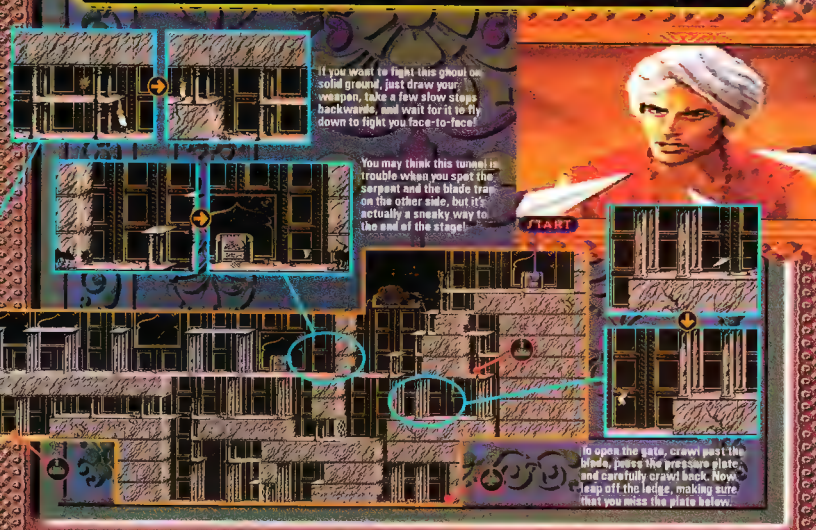 If you want to fight this ghoul on
solid ground, just draw your
weapon, take a few slow steps
backwards, and wait for it to fly
down to fight you face-to-face!
You may think this tunnel is
trouble when you spot the
serpent and the blade trap
on the other side, but it's
actually a sneaky way to
the end of the stage!
START
To open the gate, crawl past the
blade, press the pressure plate
and carefully crawl back. Now
leap off the ledge, making sure
that you miss the plate below.